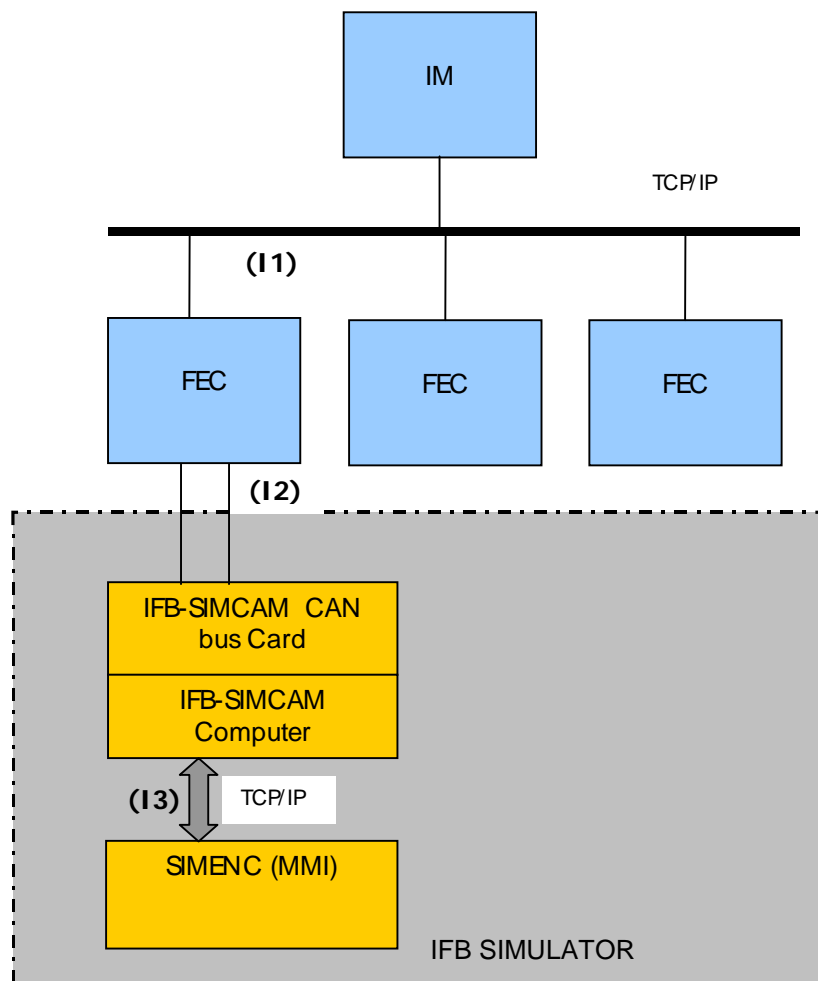 IM
TCP/IP
(I1)
FEC
FEC
FEC
(I2)
IFB-SIMCAM CAN
bus Card
IFB-SIMCAM
Computer
(I3)
TCP/IP
SIMENC (MMI)
IFB SIMULATOR